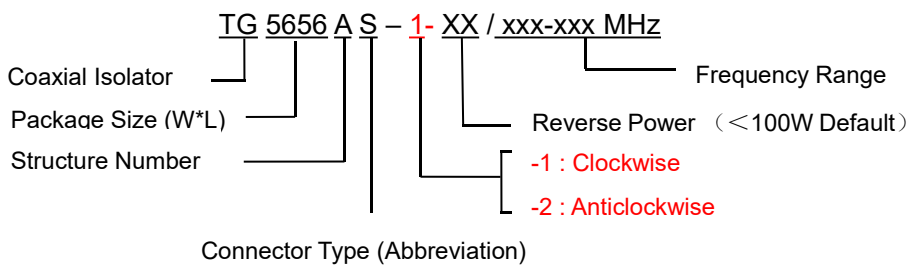 TG 5656 A S – 1- XX / xxx-xxx MHz
Coaxial Isolator
Frequency Range
Package Size (W*L)
Reverse Power （＜100W Default）
Structure Number
-1 : Clockwise
-2 : Anticlockwise
Connector Type (Abbreviation)